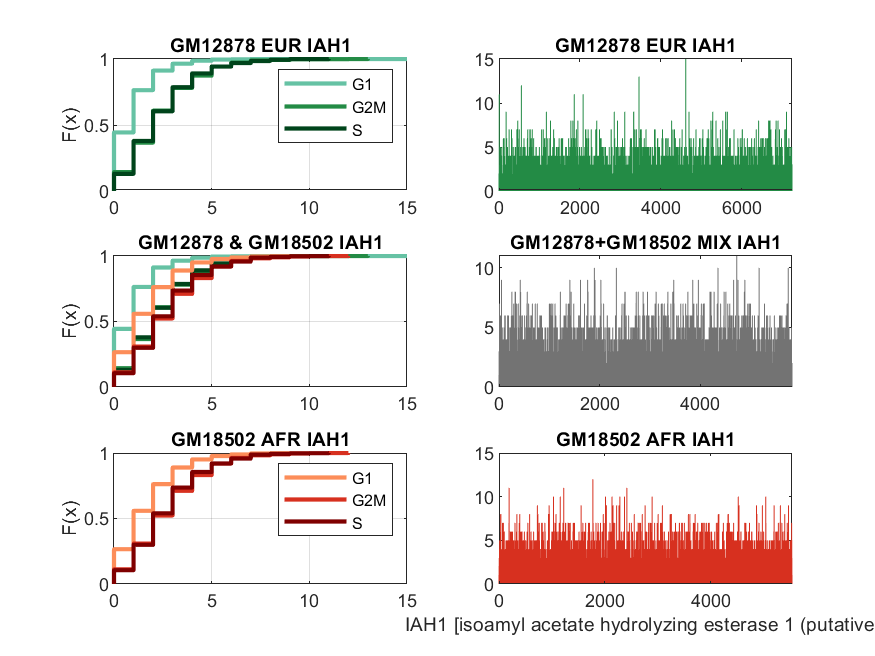 GM12878 EUR IAH1
F(x)
1
0.5
0
0 5 10 15
G1
G2M
S
GM12878 EUR IAH1
15
10
5
0
0 2000 4000 6000
GM12878 & GM18502 IAH1
F(x)
1
0.5
0
0 5 10 15
GM12878+GM18502 MIX IAH1
10
5
0
0 2000 4000
GM18502 AFR IAH1
F(x)
1
0.5
0
0 5 10 15
G1
G2M
S
GM18502 AFR IAH1
15
10
5
0
0 2000 4000
IAH1 [isoamyl acetate hydrolyzing esterase 1 (putative